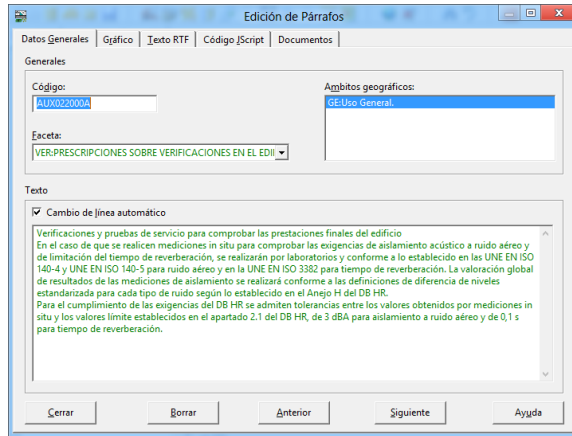 Edición de Párrafos
Datos Generales
Gráfico
Texto RTF
Código JScript
Documentos
Generales
Código:
Ambitos geográficos:
AUX022000A
GE:Uso General.
Faceta:
VER:PRESCRIPCIONES SOBRE VERIFICACIONES EN EL EDII
Texto
Cambio de línea automático
Verificaciones y pruebas de servicio para comprobar las prestaciones finales del edificio
En el caso de que se realicen mediciones in situ para comprobar las exigencias de aislamiento acústico a ruido aéreo y
de limitación del tiempo de reverberación, se realizarán por laboratorios y conforme a lo establecido en las UNE EN ISO
140-4 y UNE EN ISO 140-5 para ruido aéreo y en la UNE EN ISO 3382 para tiempo de reverberación. La valoración global
de resultados de las mediciones de aislamiento se realizará conforme a las definiciones de diferencia de niveles
estandarizada para cada tipo de ruido según lo establecido en el Anejo H del DB HR.
Para el cumplimiento de las exigencias del DB HR se admiten tolerancias entre los valores obtenidos por mediciones in
situ y los valores límite establecidos en el apartado 2.1 del DB HR, de 3 dBA para aislamiento a ruido aéreo y de 0,1 s
para tiempo de reverberación.
Cerrar
Borrar
Anterior
Siguiente
Ayuda